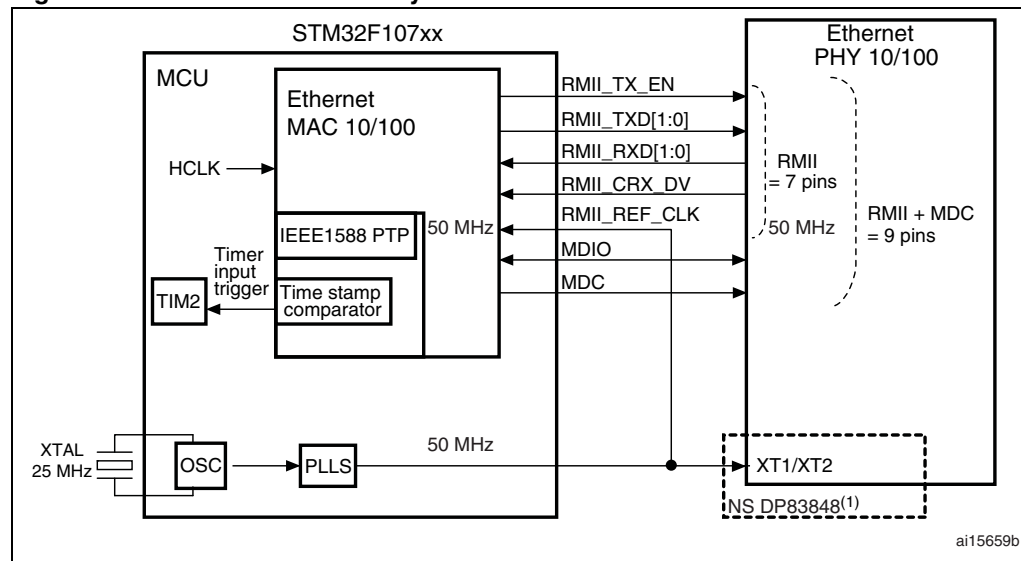 STM32F107xx
MCU
Ethernet
MAC 10/100
HCLK
IEEE1588 PTP
50 MHz
Timer
input
trigger
TIM2
Time stamp
comparator
XTAL
25 MHz
OSC
PLLS
50 MHz
RMII_TX_EN
RMII_TXD[1:0]
RMII_RXD[1:0]
RMII_CRX_DV
RMII_REF_CLK
MDIO
MDC
Ethernet
PHY 10/100
RMII
= 7 pins
50 MHz
RMII + MDC
= 9 pins
XT1/XT2
NS DP83848(1)
ai15659b